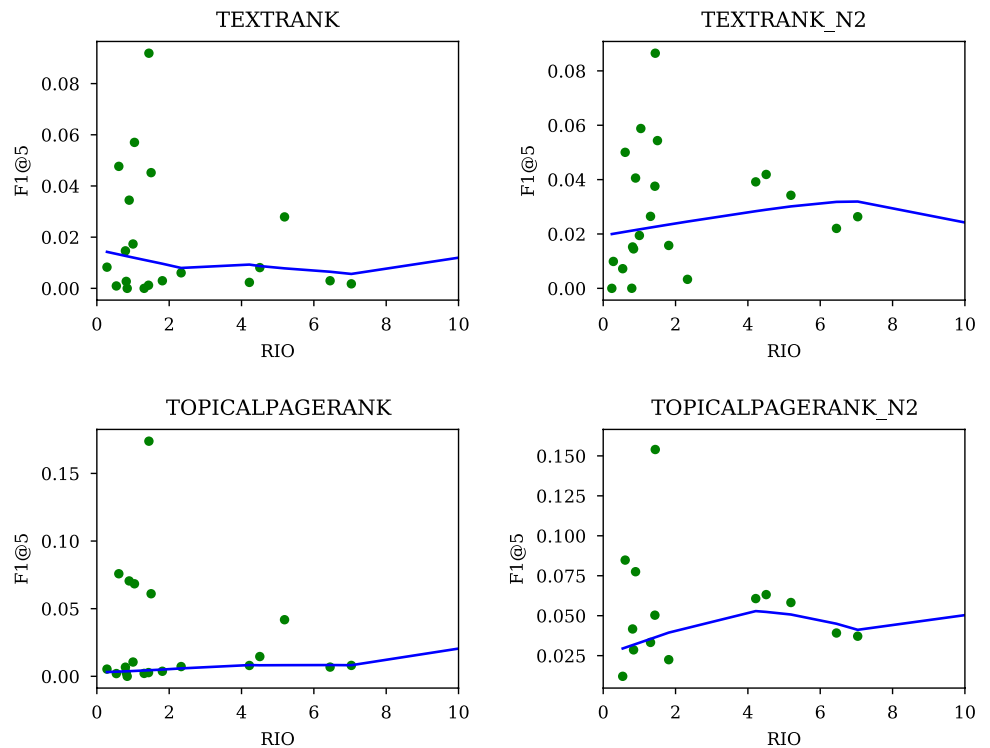 TEXTRANK
0.08
0.06
0.04
0.02
0.00
F1@5
0 2 4 6 8 10
RIO
TEXTRANK_N2
0.08
0.06
0.04
0.02
0.00
F1@5
0 2 4 6 8 10
RIO
TOPICALPAGERANK
0.15
0.10
0.05
0.00
F1@5
0 2 4 6 8 10
RIO
TOPICALPAGERANK_N2
0.150
0.125
0.100
0.075
0.050
0.025
F1@5
0 2 4 6 8 10
RIO